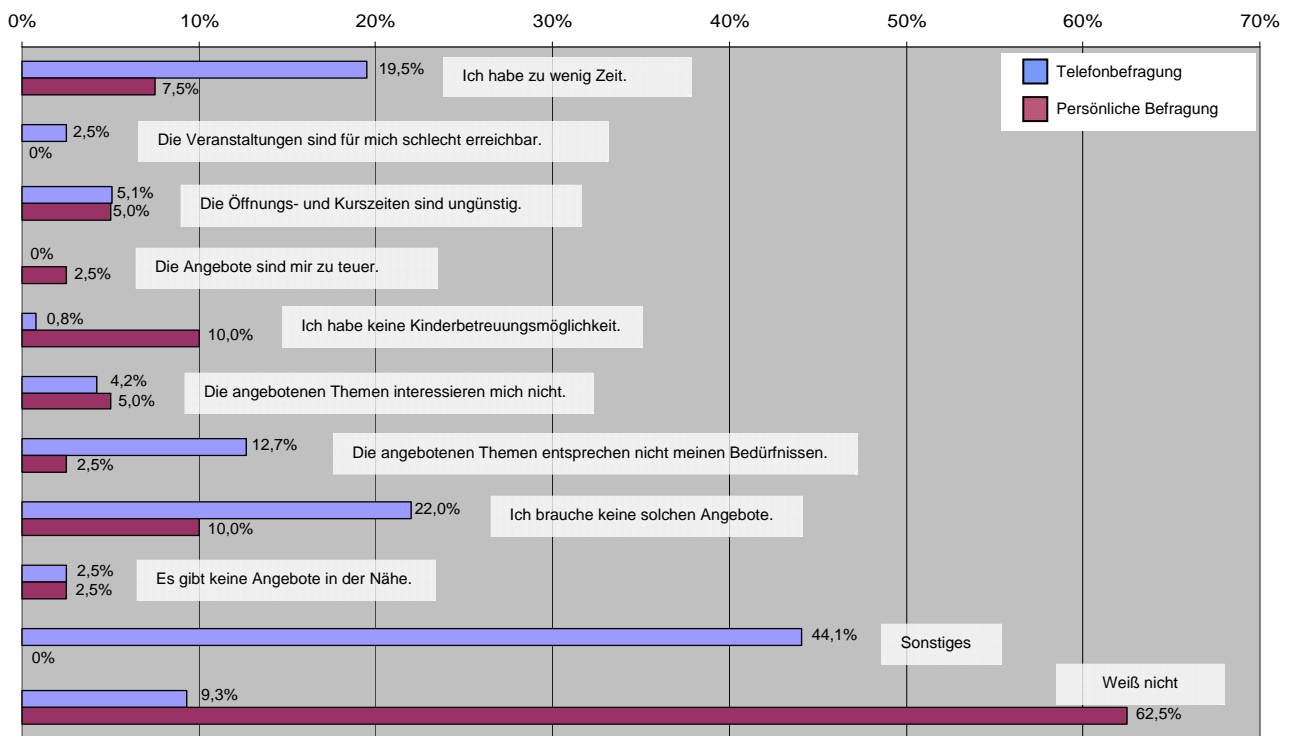 0% 10% 20% 30% 40% 50% 60% 70%
19,5%
7,5%
Ich habe zu wenig Zeit.
Telefonbefragung
Persönliche Befragung
2,5%
0%
Die Veranstaltungen sind für mich schlecht erreichbar.
5,1%
5,0%
Die Öffnungs- und Kurszeiten sind ungünstig.
0%
2,5%
Die Angebote sind mir zu teuer.
0,8%
10,0%
Ich habe keine Kinderbetreuungsmöglichkeit.
4,2%
5,0%
Die angebotenen Themen interessieren mich nicht.
12,7%
2,5%
Die angebotenen Themen entsprechen nicht meinen Bedürfnissen.
22,0%
10,0%
Ich brauche keine solchen Angebote.
2,5%
2,5%
Es gibt keine Angebote in der Nähe.
44,1%
0%
Sonstiges
Weiß nicht
9,3%
62,5%